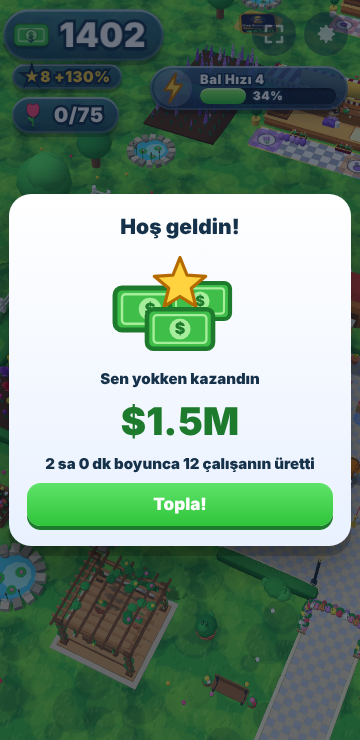 1402
8 +130%
Bal Hızı 4
34%
0/75
Hoş geldin!
$ $ $
Sen yokken kazandın
$1.5M
2 sa 0 dk boyunca 12 çalışanın üretti
Topla!